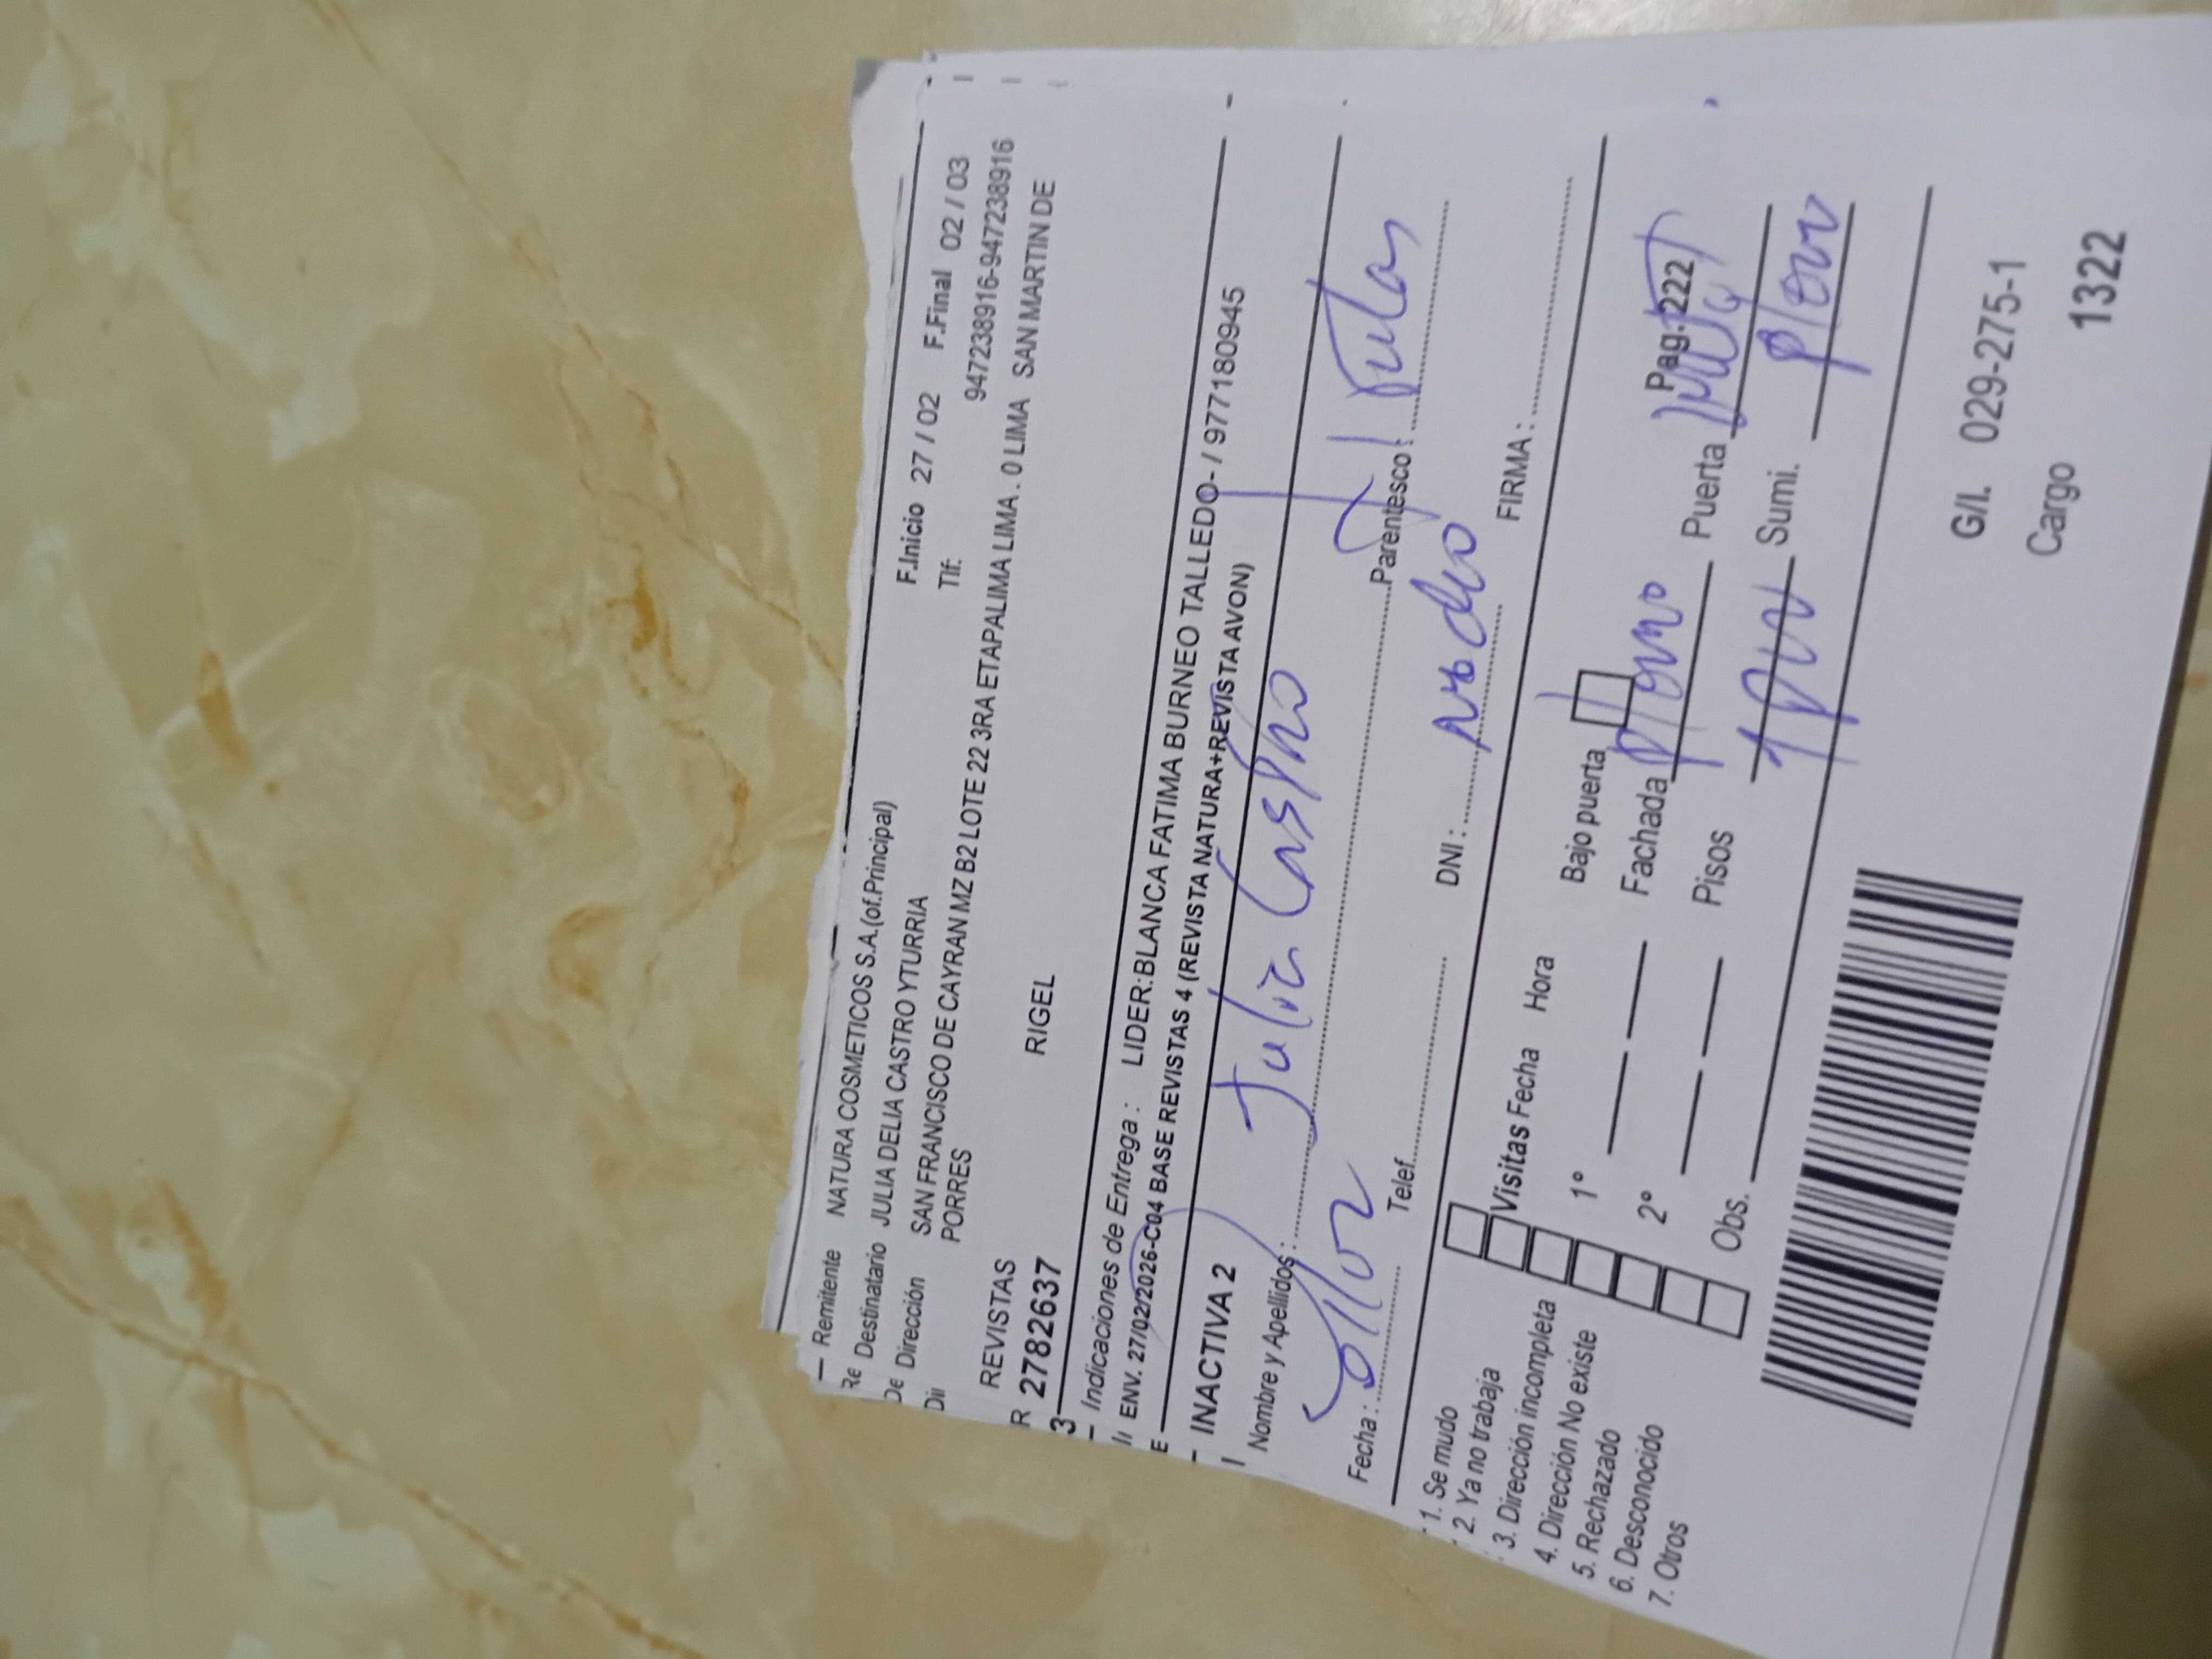 Remitente NATURA COSMETICOS S.A.(of.Principal) F.Inicio 27 / 02 F.Final 02 / 03
Re Destinatario JULIA DELIA CASTRO YTURRIA Tlf: 947238916-947238916
De Dirección SAN FRANCISCO DE CAYRAN MZ B2 LOTE 22 3RA ETAPALIMA LIMA . 0 LIMA SAN MARTIN DE
Dii PORRES
REVISTAS RIGEL
R 2782637
3
Indicaciones de Entrega : LIDER:BLANCA FATIMA BURNEO TALLEDO- / 977180945
ENV. 27/02/2026-C04 BASE REVISTAS 4 (REVISTA NATURA+REVISTA AVON)
E
INACTIVA 2
Nombre y Apellidos : Julia Castro Parentesco :
Fecha : Telef. DNI : FIRMA :
1. Se mudo
2. Ya no trabaja
3. Dirección incompleta
4. Dirección No existe
5. Rechazado
6. Desconocido
7. Otros
Visitas Fecha Hora Bajo puerta
1° Fachada Puerta Pag.222
2° Pisos Sumi.
Obs.
G/I. 029-275-1
Cargo 1322